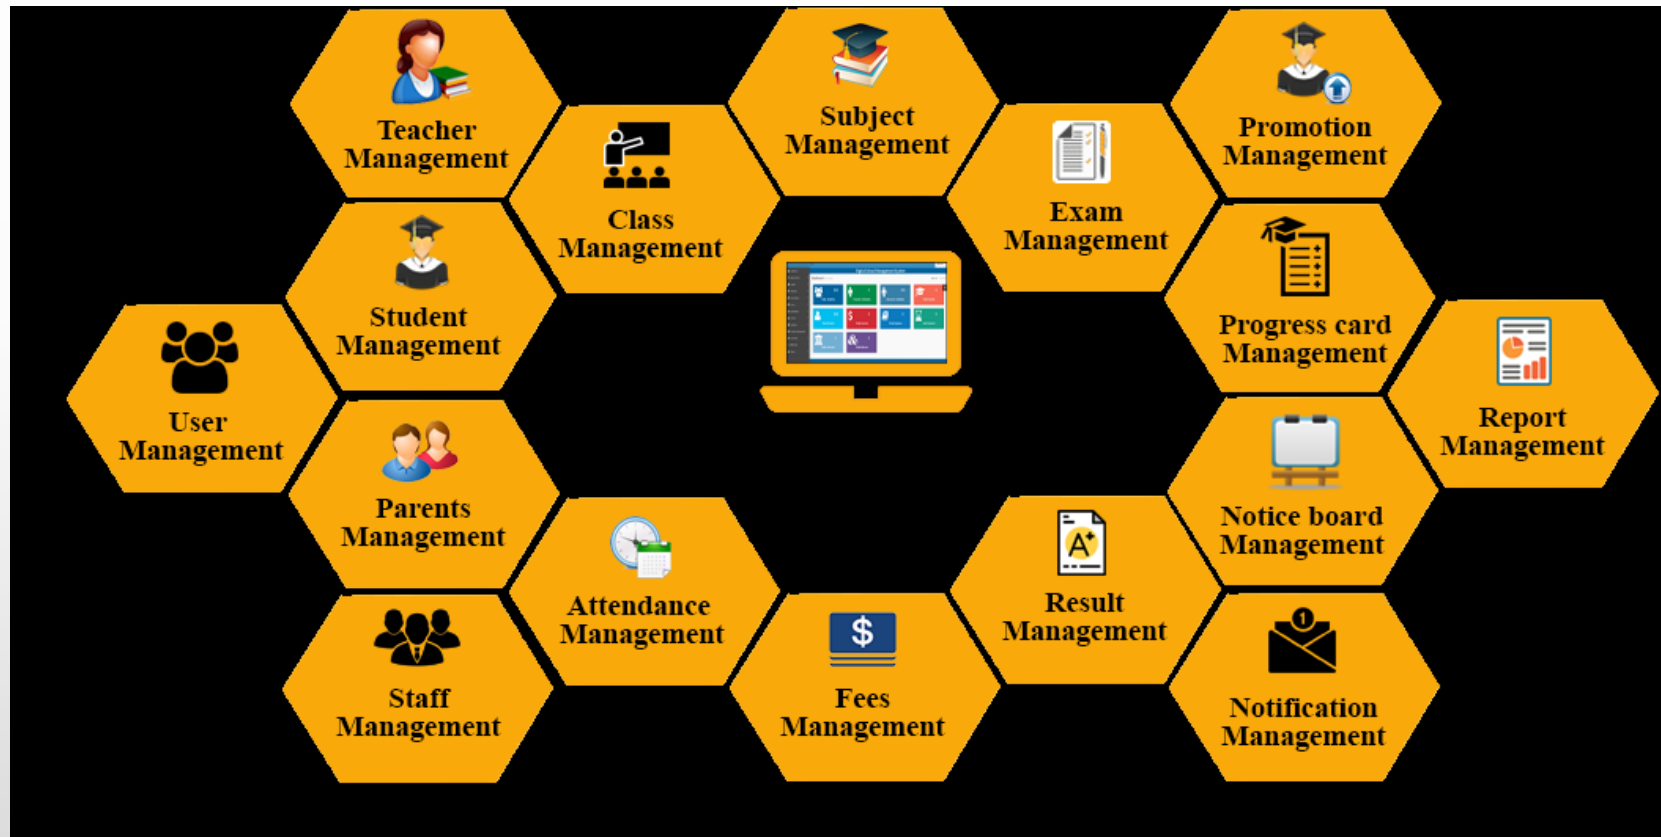 Teacher
Management
Subject
Management
Promotion
Management
Class
Management
Exam
Management
Student
Management
Progress card
Management
User
Management
Report
Management
Parents
Management
Notice board
Management
Attendance
Management
Result
Management
$
A+
1
Staff
Management
Fees
Management
Notification
Management